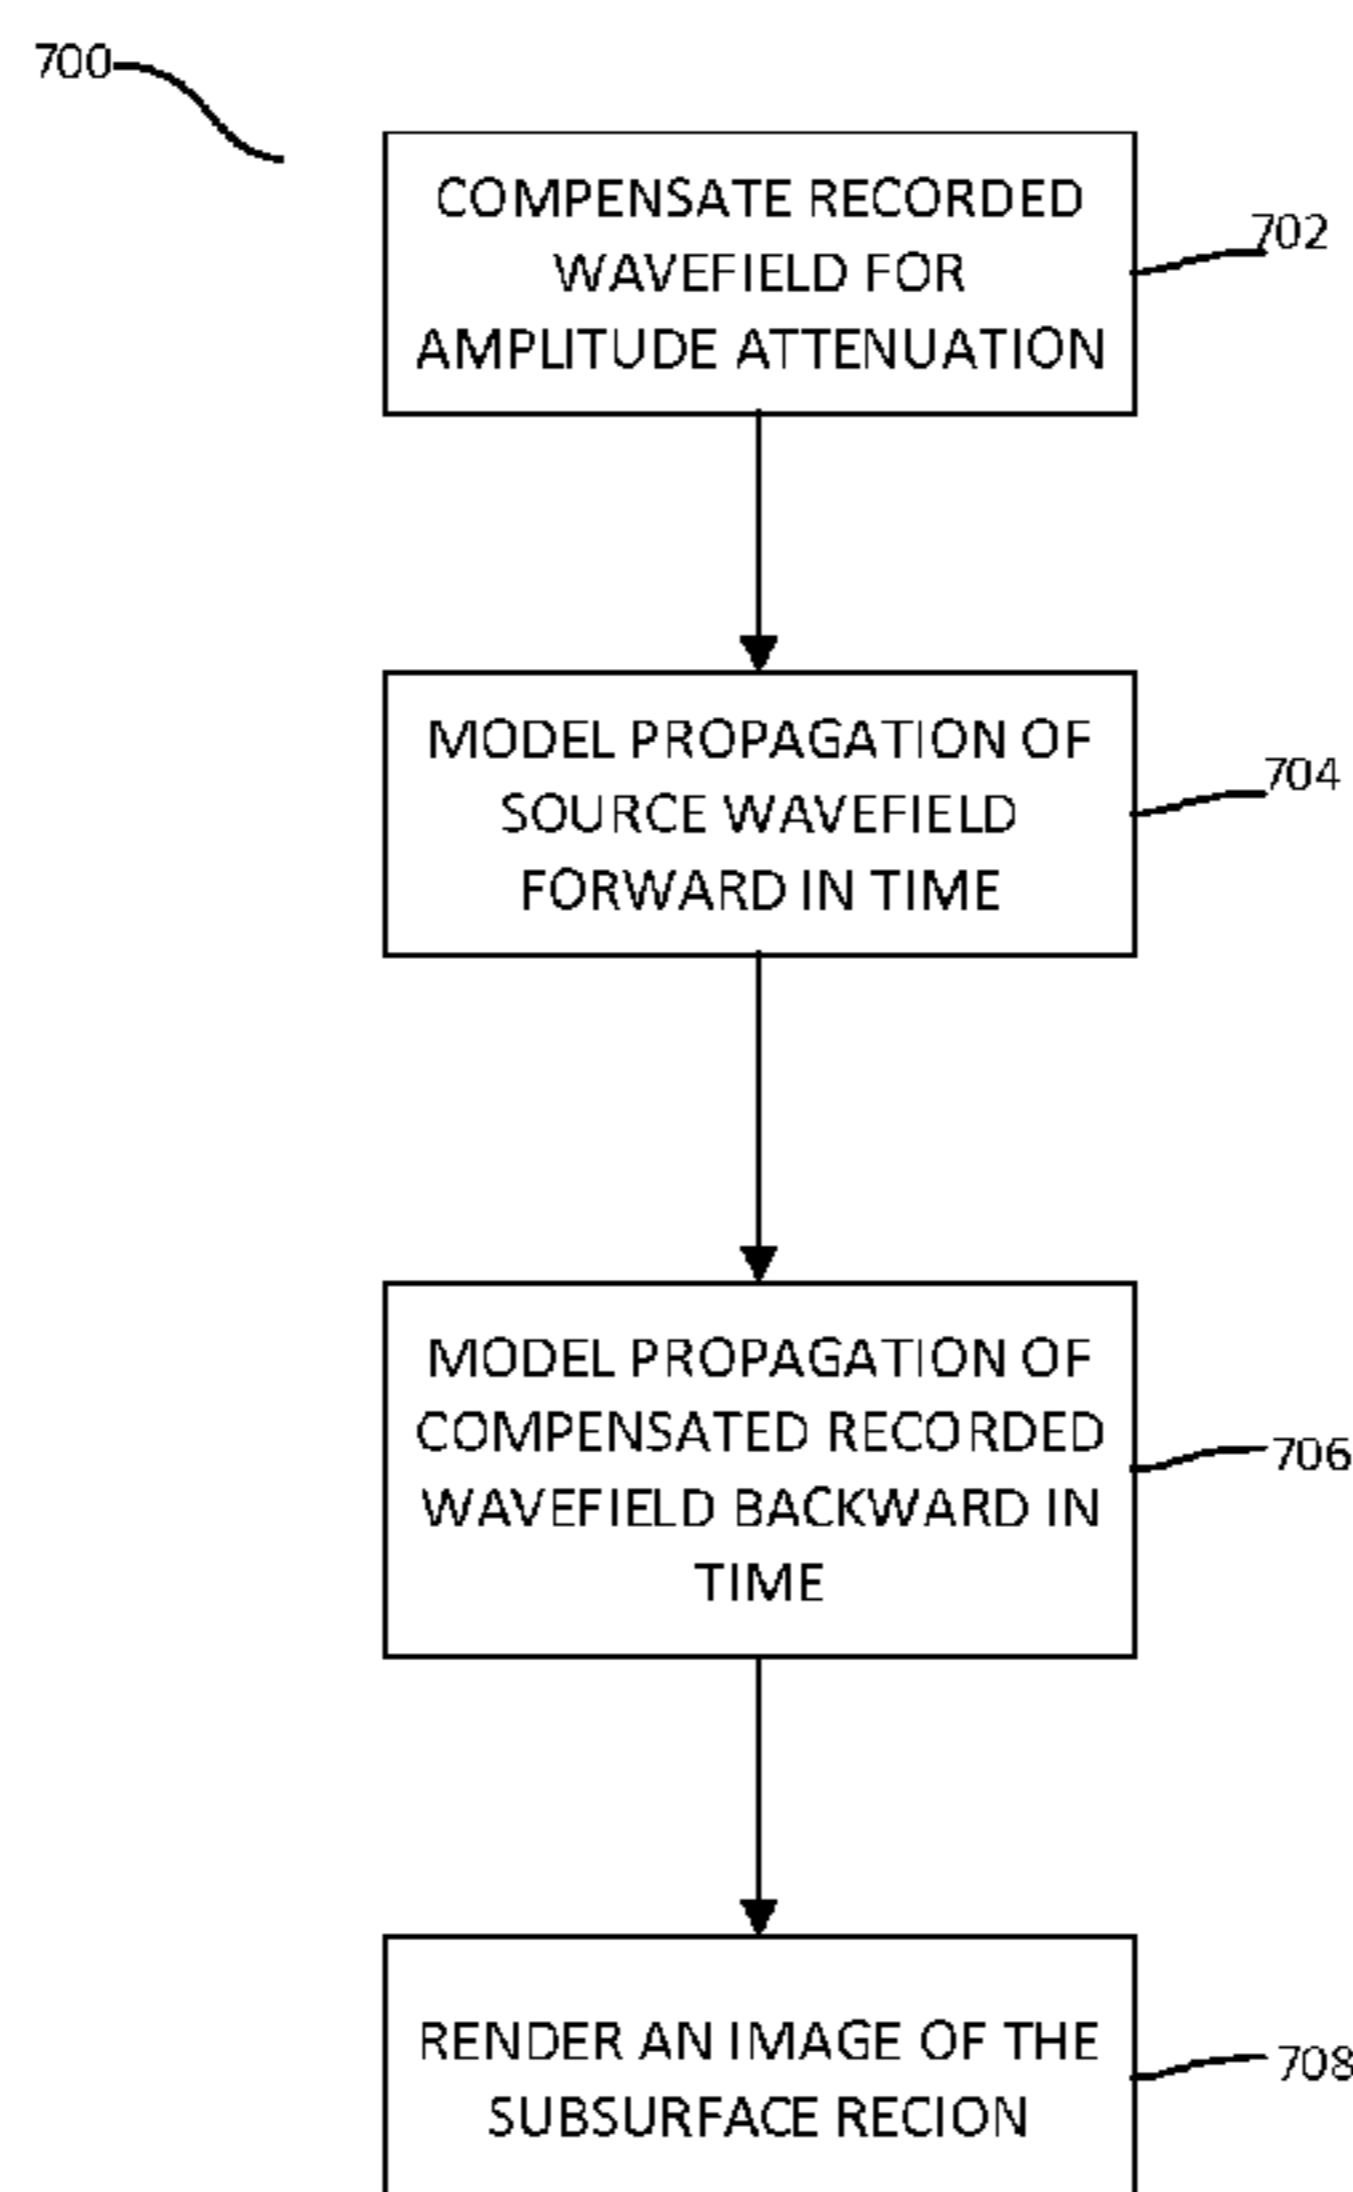 700
COMPENSATE RECORDED
WAVEFIELD FOR
AMPLITUDE ATTENUATION
702
MODEL PROPAGATION OF
SOURCE WAVEFIELD
FORWARD IN TIME
704
MODEL PROPAGATION OF
COMPENSATED RECORDED
WAVEFIELD BACKWARD IN
TIME
706
RENDER AN IMAGE OF THE
SUBSURFACE RECION
708